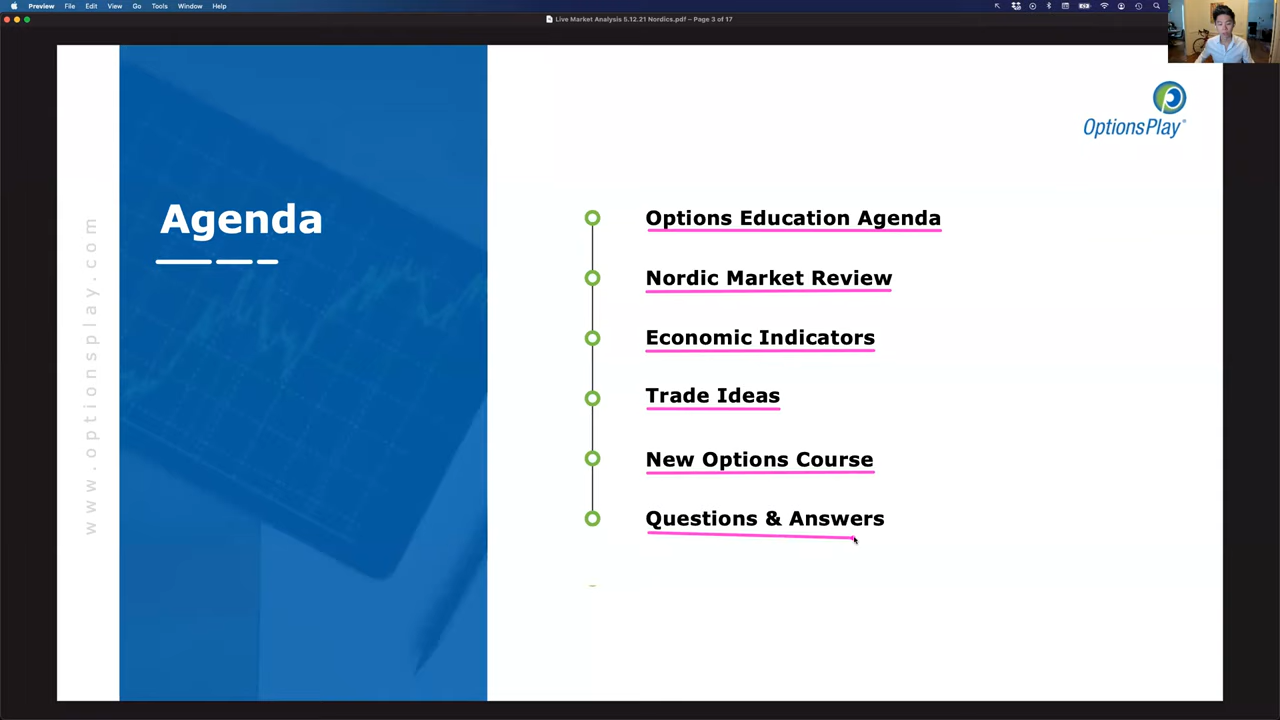 Preview File Edit View Go Tools Window Help
Live Market Analysis 5.12.21 Nordics.pdf – Page 3 of 17
OptionsPlay®
www.optionsplay.com
Agenda
Options Education Agenda
Nordic Market Review
Economic Indicators
Trade Ideas
New Options Course
Questions & Answers